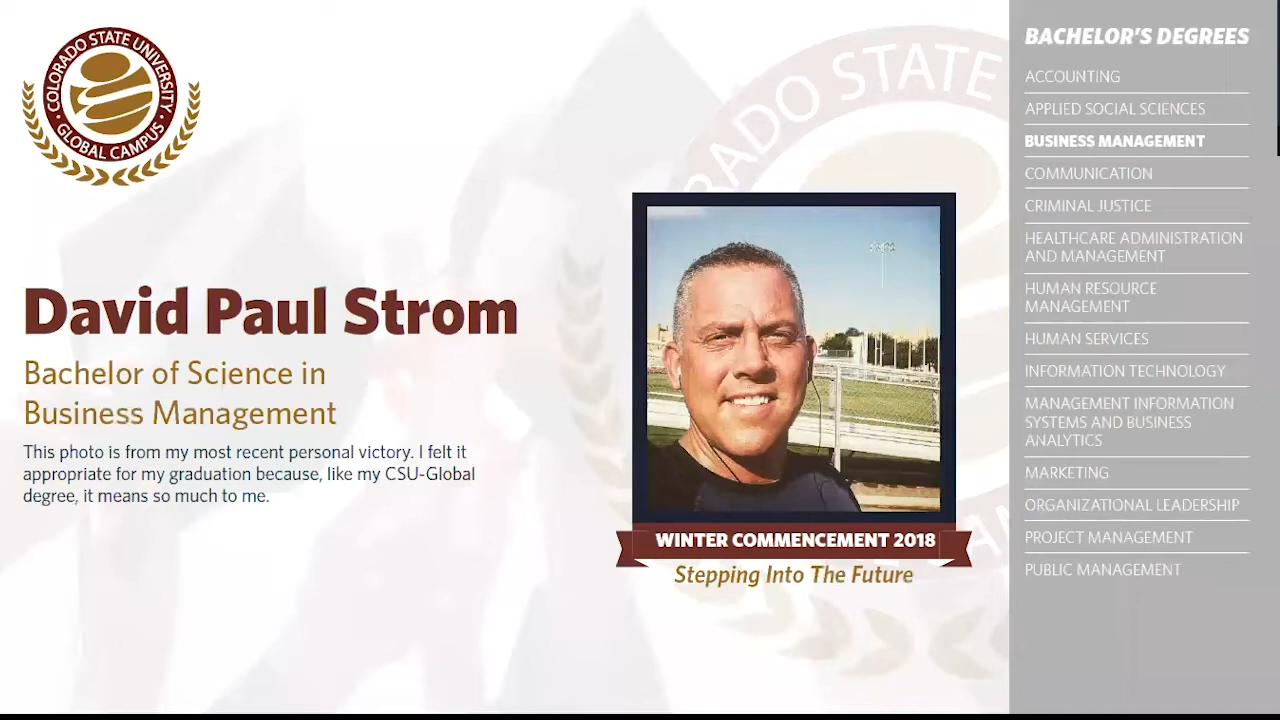 COLORADO STATE UNIVERSITY
GLOBAL CAMPUS
David Paul Strom
Bachelor of Science in
Business Management
This photo is from my most recent personal victory. I felt it
appropriate for my graduation because, like my CSU-Global
degree, it means so much to me.
RADO STATE
WINTER COMMENCEMENT 2018
Stepping Into The Future
BACHELOR'S DEGREES
ACCOUNTING
APPLIED SOCIAL SCIENCES
BUSINESS MANAGEMENT
COMMUNICATION
CRIMINAL JUSTICE
HEALTHCARE ADMINISTRATION
AND MANAGEMENT
HUMAN RESOURCE
MANAGEMENT
HUMAN SERVICES
INFORMATION TECHNOLOGY
MANAGEMENT INFORMATION
SYSTEMS AND BUSINESS
ANALYTICS
MARKETING
ORGANIZATIONAL LEADERSHIP
PROJECT MANAGEMENT
PUBLIC MANAGEMENT